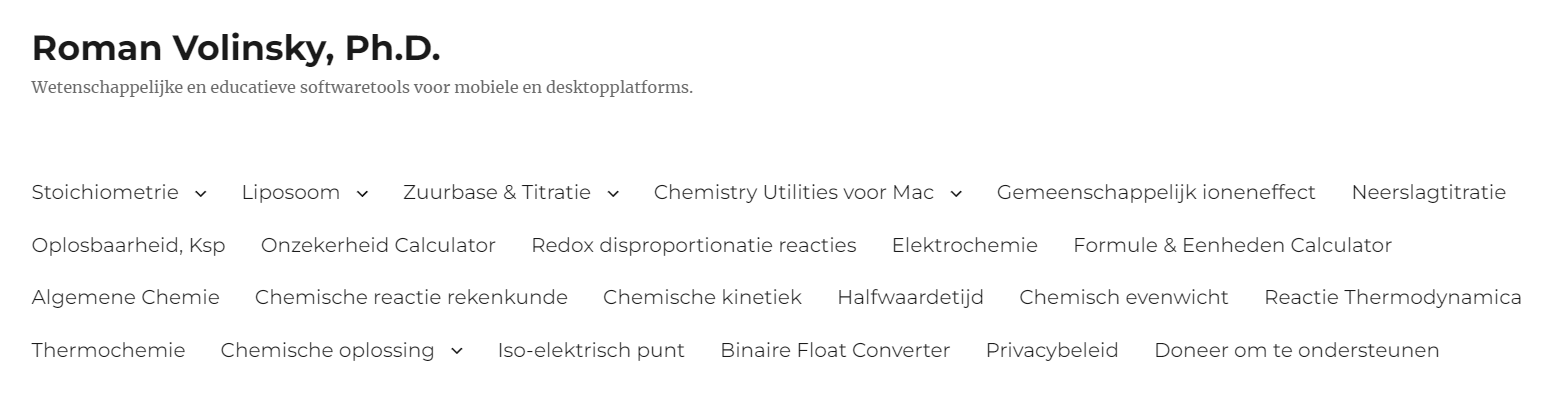 Roman Volinsky, Ph.D.
Wetenschappelijke en educatieve softwaretools voor mobiele en desktopplatforms.
Stoichiometrie Liposoom Zuurbase & Titratie Chemistry Utilities voor Mac Gemeenschappelijk ioneneffect Neerslagtitratie
Oplosbaarheid, Ksp Onzekerheid Calculator Redox disproportionatie reacties Elektrochemie Formule & Eenheden Calculator
Algemene Chemie Chemische reactie rekenkunde Chemische kinetiek Halfwaardetijd Chemisch evenwicht Reactie Thermodynamica
Thermochemie Chemische oplossing Iso-elektrisch punt Binaire Float Converter Privacybeleid Doneer om te ondersteunen